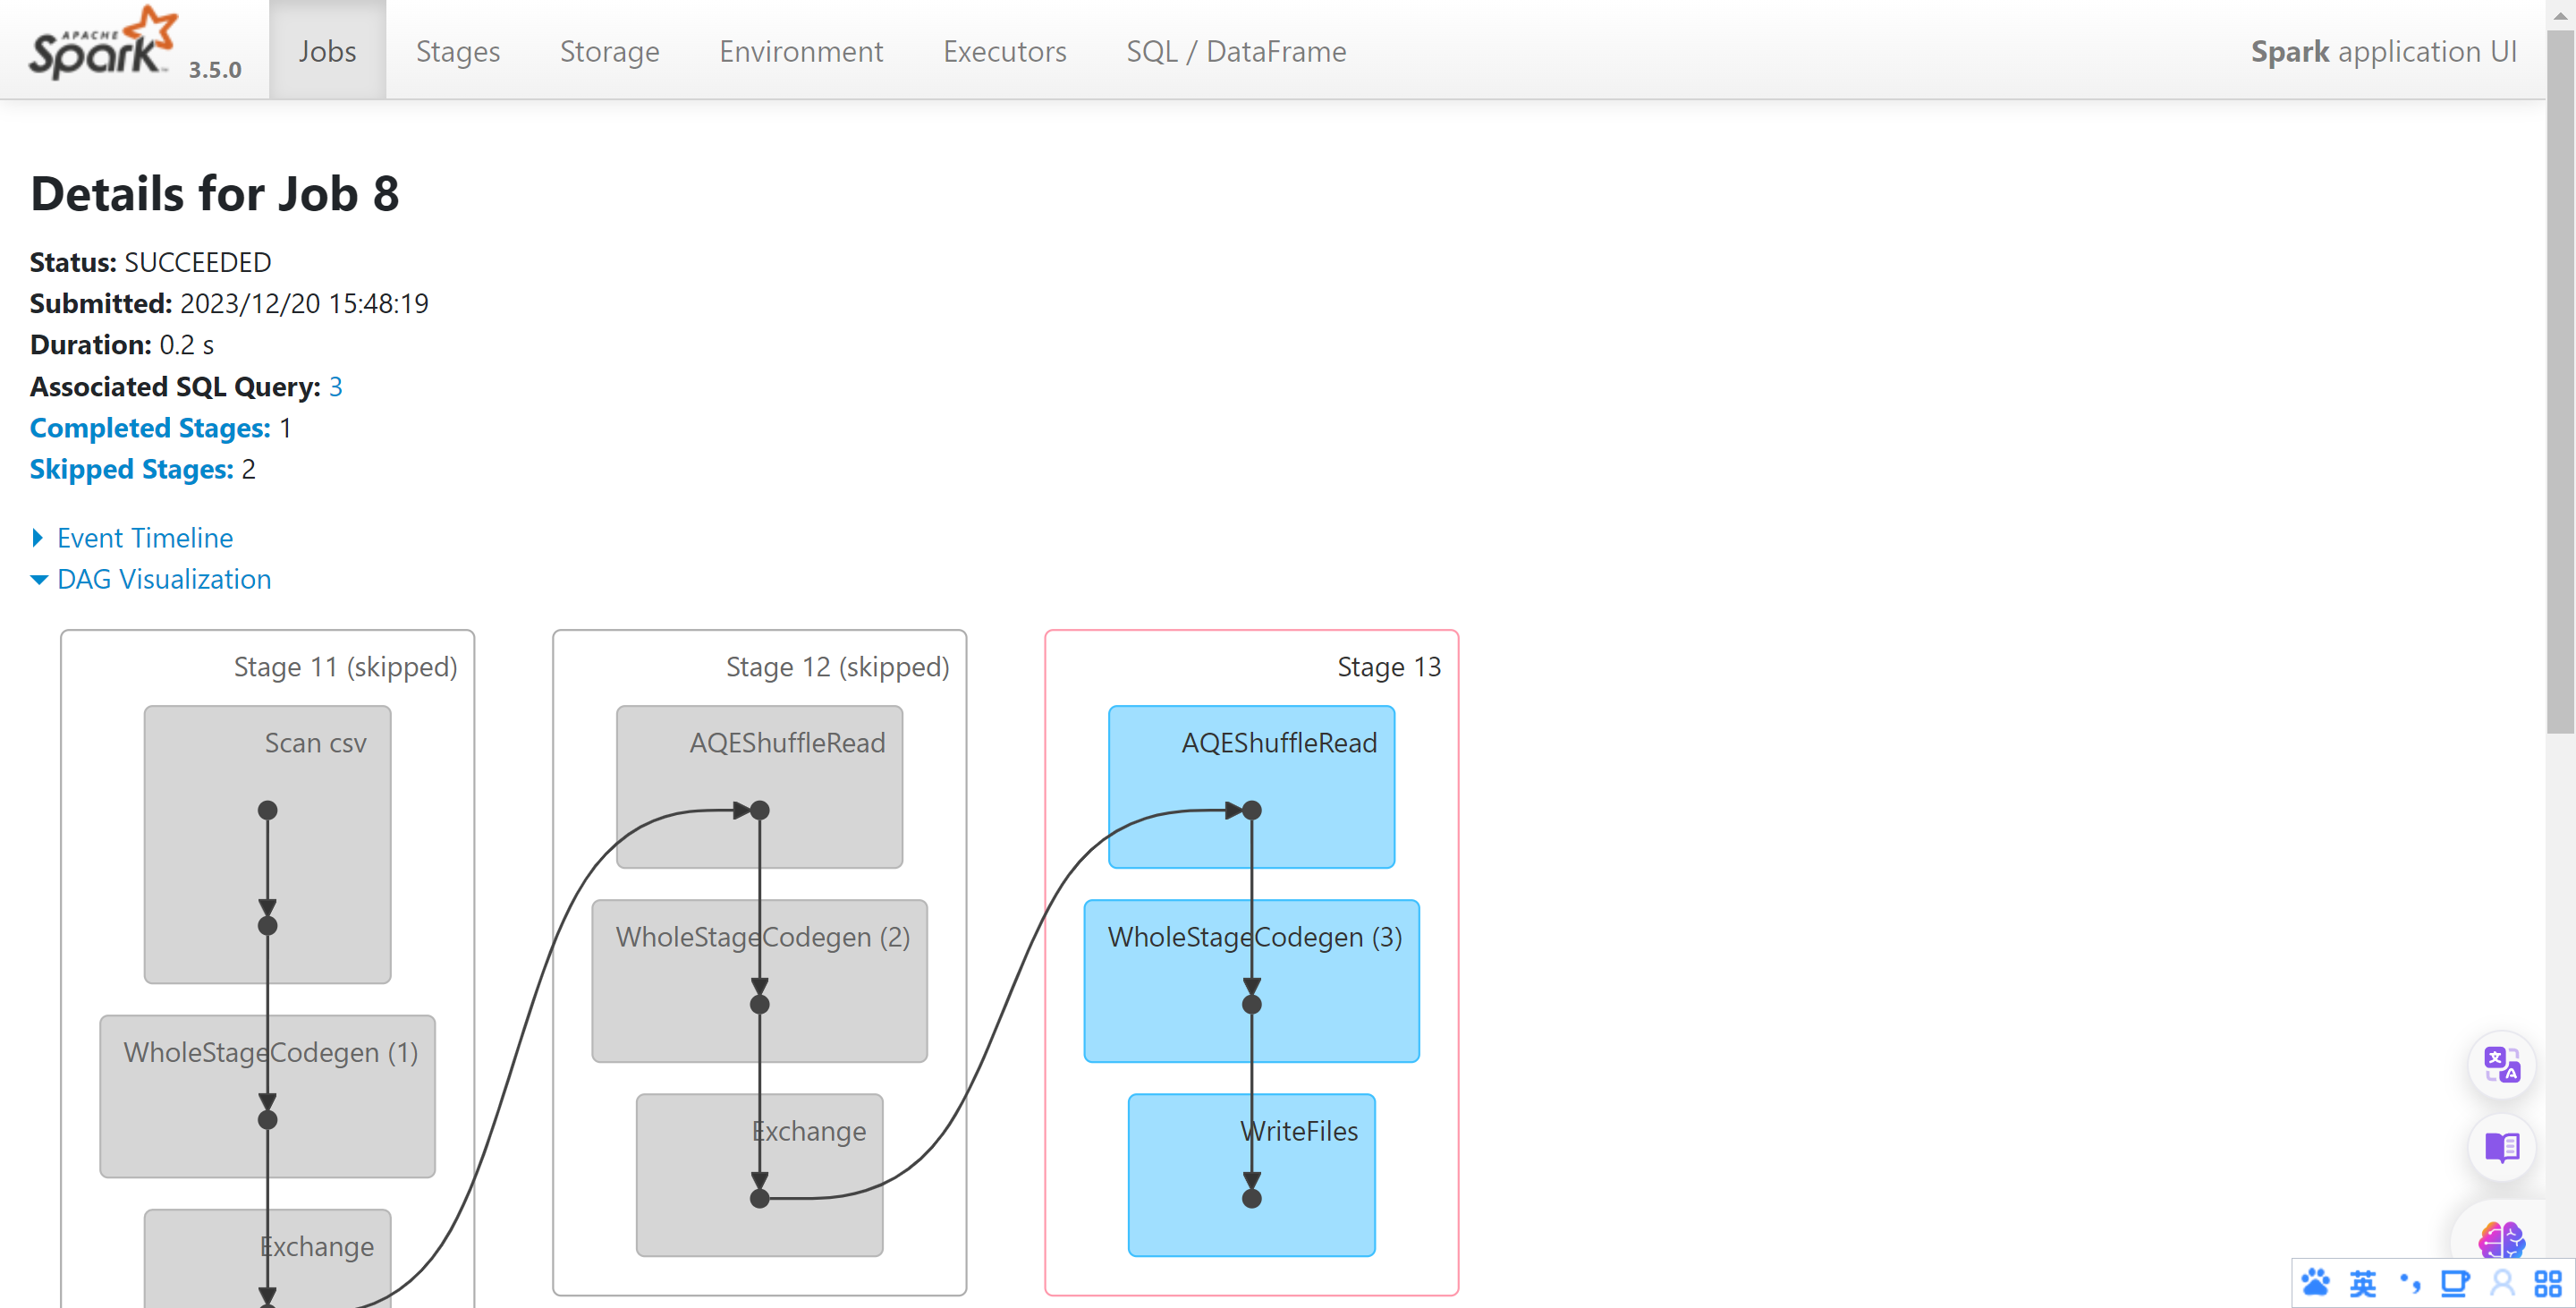 APACHE
Spark 3.5.0 Jobs Stages Storage Environment Executors SQL / DataFrame Spark application UI
Details for Job 8
Status: SUCCEEDED
Submitted: 2023/12/20 15:48:19
Duration: 0.2 s
Associated SQL Query: 3
Completed Stages: 1
Skipped Stages: 2
Event Timeline
DAG Visualization
Stage 11 (skipped)
Scan csv
WholeStageCodegen (1)
Exchange
Stage 12 (skipped)
AQEShuffleRead
WholeStageCodegen (2)
Exchange
Stage 13
AQEShuffleRead
WholeStageCodegen (3)
WriteFiles
文 A
英